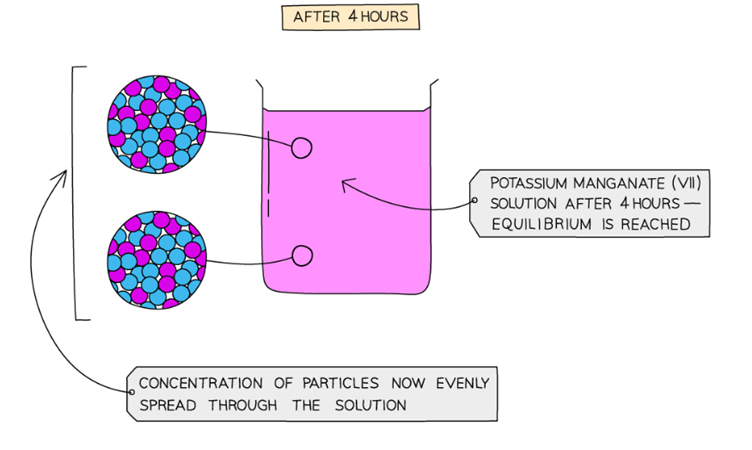 AFTER 4 HOURS
POTASSIUM MANGANATE (VII)
SOLUTION AFTER 4 HOURS —
EQUILIBRIUM IS REACHED
CONCENTRATION OF PARTICLES NOW EVENLY
SPREAD THROUGH THE SOLUTION